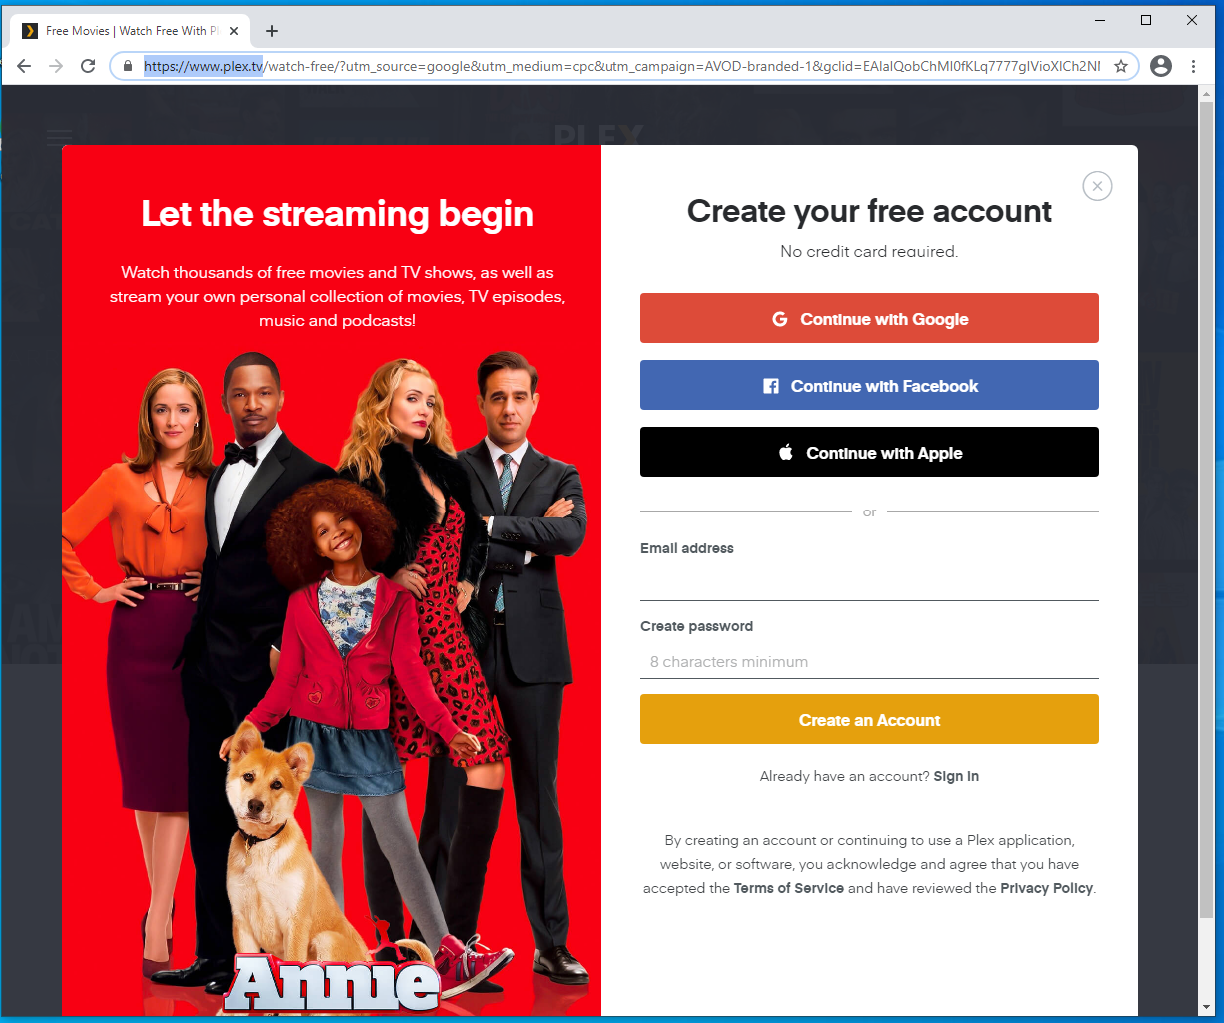 Free Movies | Watch Free With Pl
https://www.plex.tv/watch-free/?utm_source=google&utm_medium=cpc&utm_campaign=AVOD-branded-1&gclid=EAIaIQobChMI0fKLq7777gIVioXICh2N
PLEX
Let the streaming begin
Watch thousands of free movies and TV shows, as well as
stream your own personal collection of movies, TV episodes,
music and podcasts!
Annie
Create your free account
No credit card required.
G Continue with Google
Continue with Facebook
Continue with Apple
or
Email address
Create password
8 characters minimum
Create an Account
Already have an account? Sign In
By creating an account or continuing to use a Plex application,
website, or software, you acknowledge and agree that you have
accepted the Terms of Service and have reviewed the Privacy Policy.